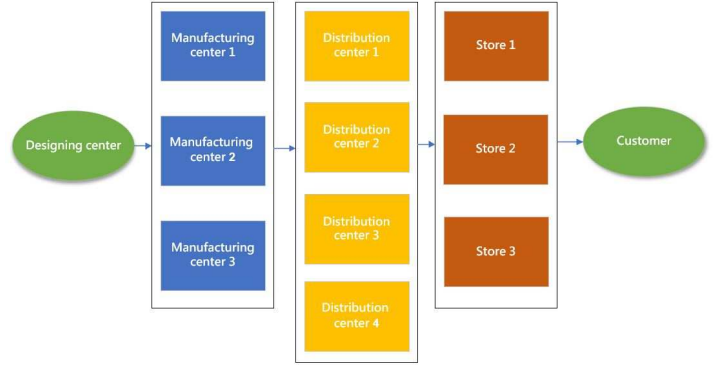 Designing center
Manufacturing
center 1
Manufacturing
center 2
Manufacturing
center 3
Distribution
center 1
Distribution
center 2
Distribution
center 3
Distribution
center 4
Store 1
Store 2
Store 3
Customer